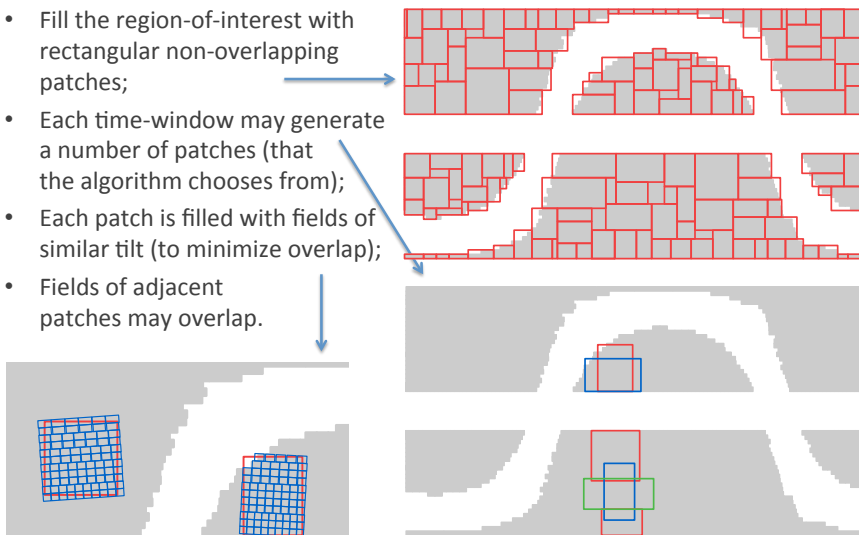 • Fill the region-of-interest with
rectangular non-overlapping
patches;
• Each time-window may generate
a number of patches (that
the algorithm chooses from);
• Each patch is filled with fields of
similar tilt (to minimize overlap);
• Fields of adjacent
patches may overlap.